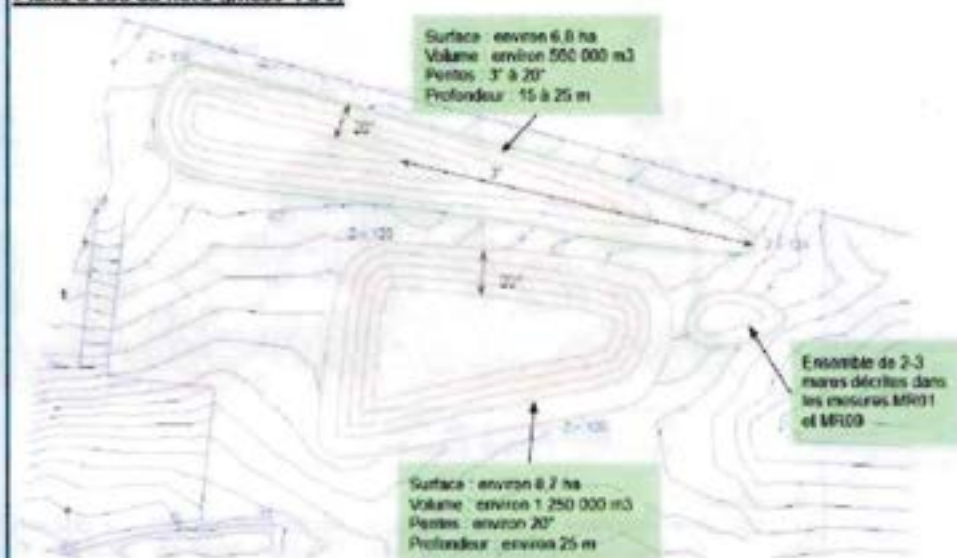 Surface : environ 6,8 ha
Volume : environ 550 000 m3
Pentes : 3° à 20°
Profondeur : 15 à 25 m
20°
3°
Z = 120
20°
Ensemble de 2-3
mares décrites dans
les mesures MR01
et MR09
Surface : environ 8,7 ha
Volume : environ 1 250 000 m3
Pentes : environ 20°
Profondeur : environ 25 m